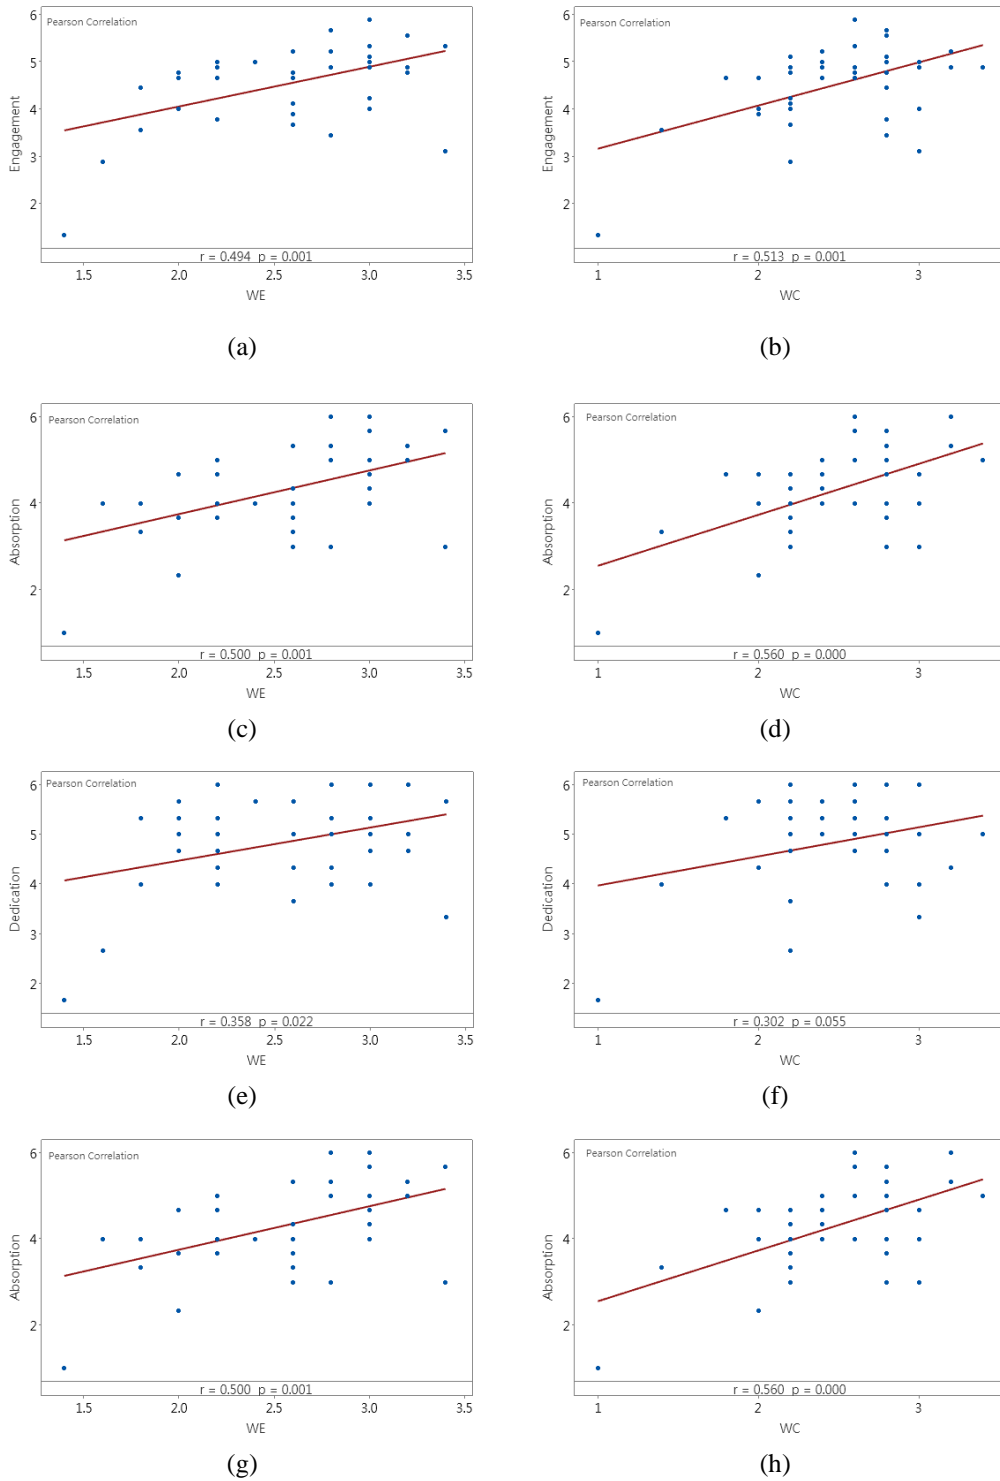 Pearson Correlation
6
5
4
3
2
Engagement
r = 0.494 p = 0.001
1.5 2.0 2.5 3.0 3.5
WE
(a)
Pearson Correlation
6
5
4
3
2
Engagement
r = 0.513 p = 0.001
1 2 3
WC
(b)
Pearson Correlation
6
4
2
Absorption
r = 0.500 p = 0.001
1.5 2.0 2.5 3.0 3.5
WE
(c)
Pearson Correlation
6
4
2
Absorption
r = 0.560 p = 0.000
1 2 3
WC
(d)
Pearson Correlation
6
5
4
3
2
Dedication
r = 0.358 p = 0.022
1.5 2.0 2.5 3.0 3.5
WE
(e)
Pearson Correlation
6
5
4
3
2
Dedication
r = 0.302 p = 0.055
1 2 3
WC
(f)
Pearson Correlation
6
4
2
Absorption
r = 0.500 p = 0.001
1.5 2.0 2.5 3.0 3.5
WE
(g)
Pearson Correlation
6
4
2
Absorption
r = 0.560 p = 0.000
1 2 3
WC
(h)